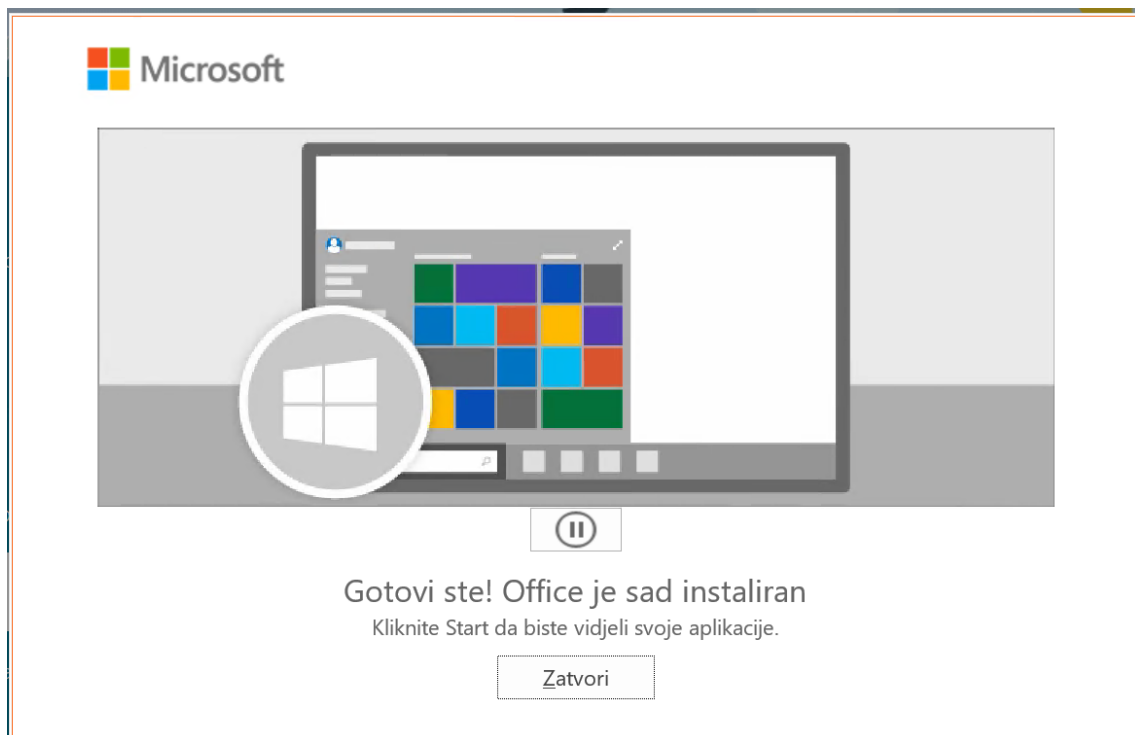 Microsoft
Gotovi ste! Office je sad instaliran
Kliknite Start da biste vidjeli svoje aplikacije.
Zatvori